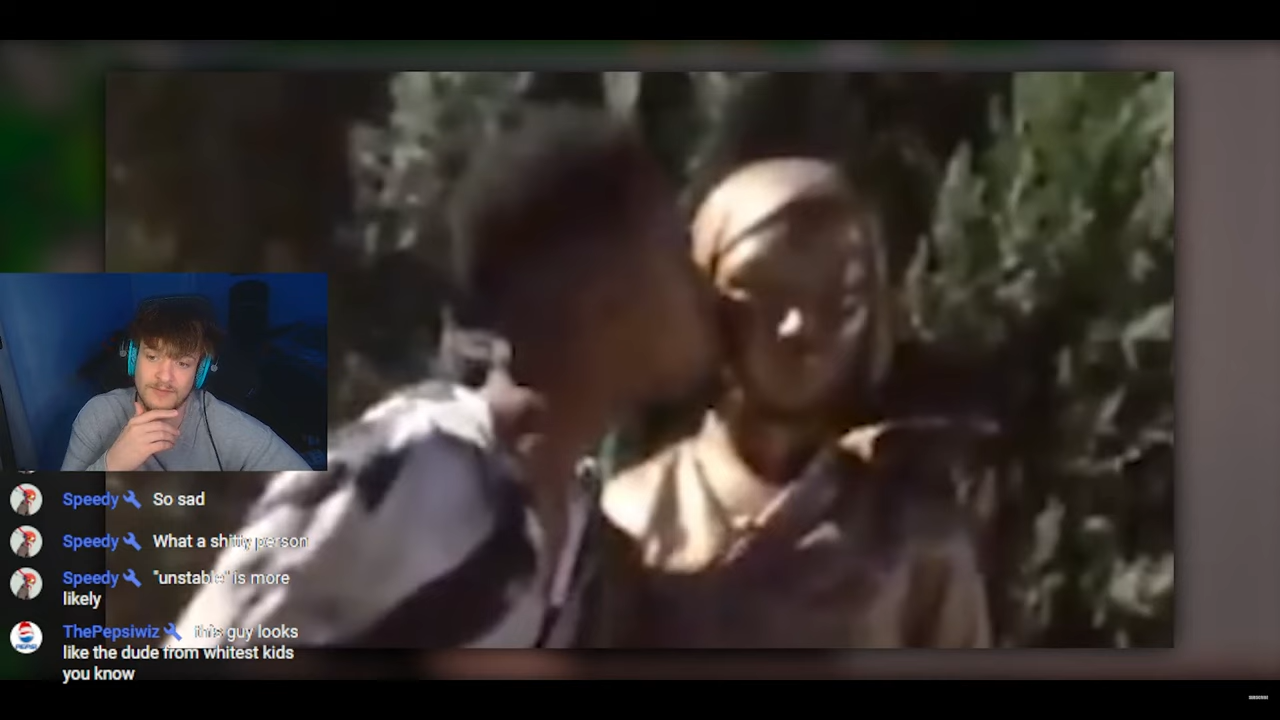 Speedy So sad
Speedy What a shitty person
Speedy "unstable" is more
likely
ThePepsiwiz this guy looks
like the dude from whitest kids
you know